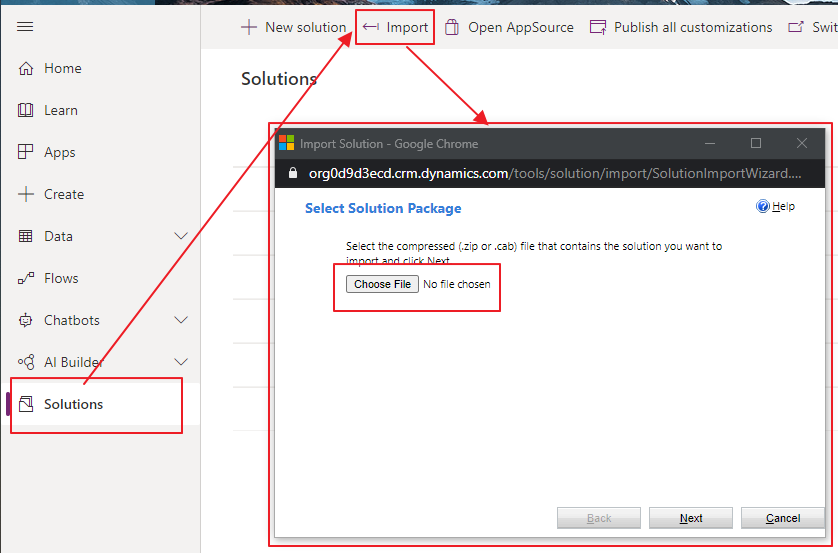 New solution
Import
Open AppSource
Publish all customizations
Swit
Home
Learn
Apps
Create
Data
Flows
Chatbots
AI Builder
Solutions
Solutions
Import Solution - Google Chrome
org0d9d3ecd.crm.dynamics.com/tools/solution/import/SolutionImportWizard....
Select Solution Package
Help
Select the compressed (.zip or .cab) file that contains the solution you want to
import and click Next.
Choose File No file chosen
Back
Next
Cancel